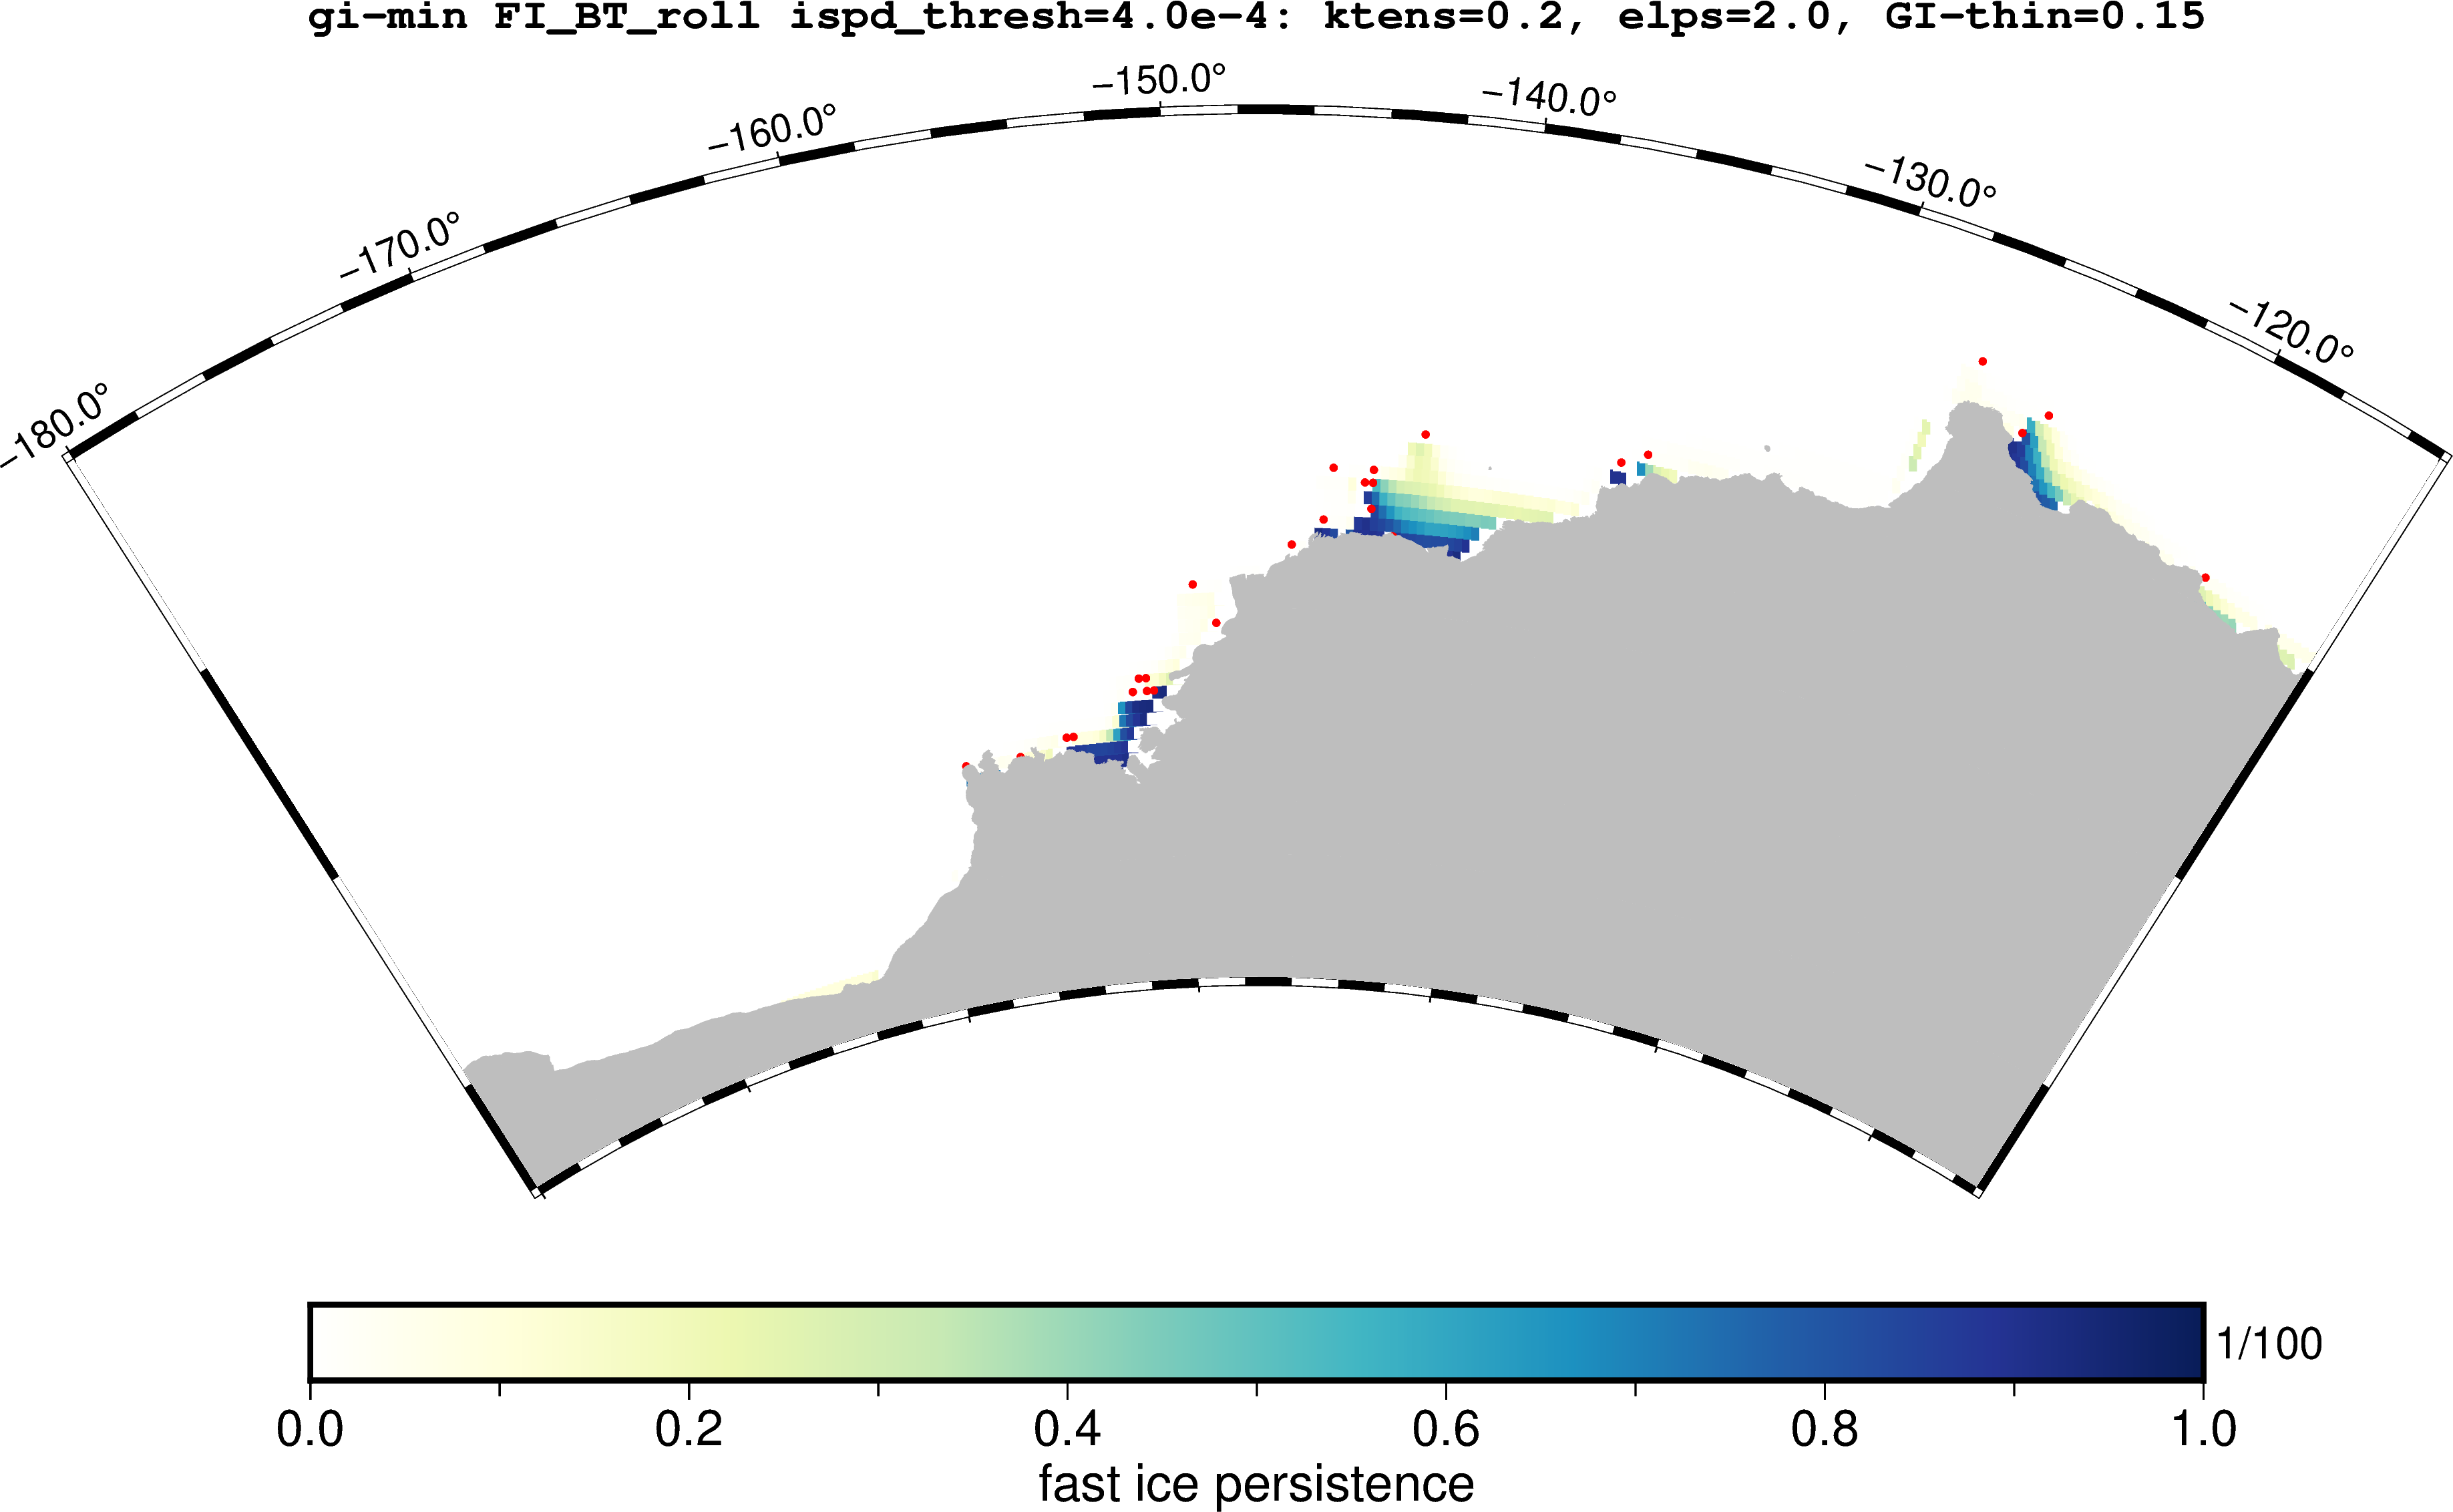 gi-min FI_BT_roll ispd_thresh=4.0e-4: ktens=0.2, elps=2.0, GI-thin=0.15
−180.0°
−170.0°
−160.0°
−150.0°
−140.0°
−130.0°
−120.0°
1/100
0.0 0.2 0.4 0.6 0.8 1.0
fast ice persistence